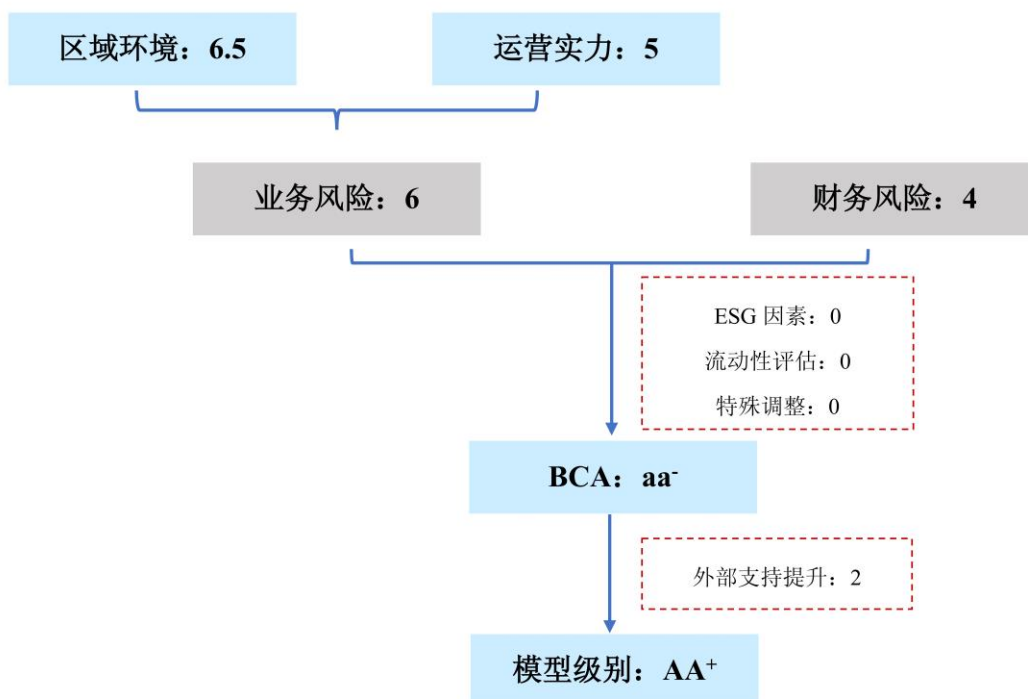 区域环境：6.5
运营实力：5
业务风险：6
财务风险：4
ESG 因素：0
流动性评估：0
特殊调整：0
BCA：aa⁻
外部支持提升：2
模型级别：AA⁺